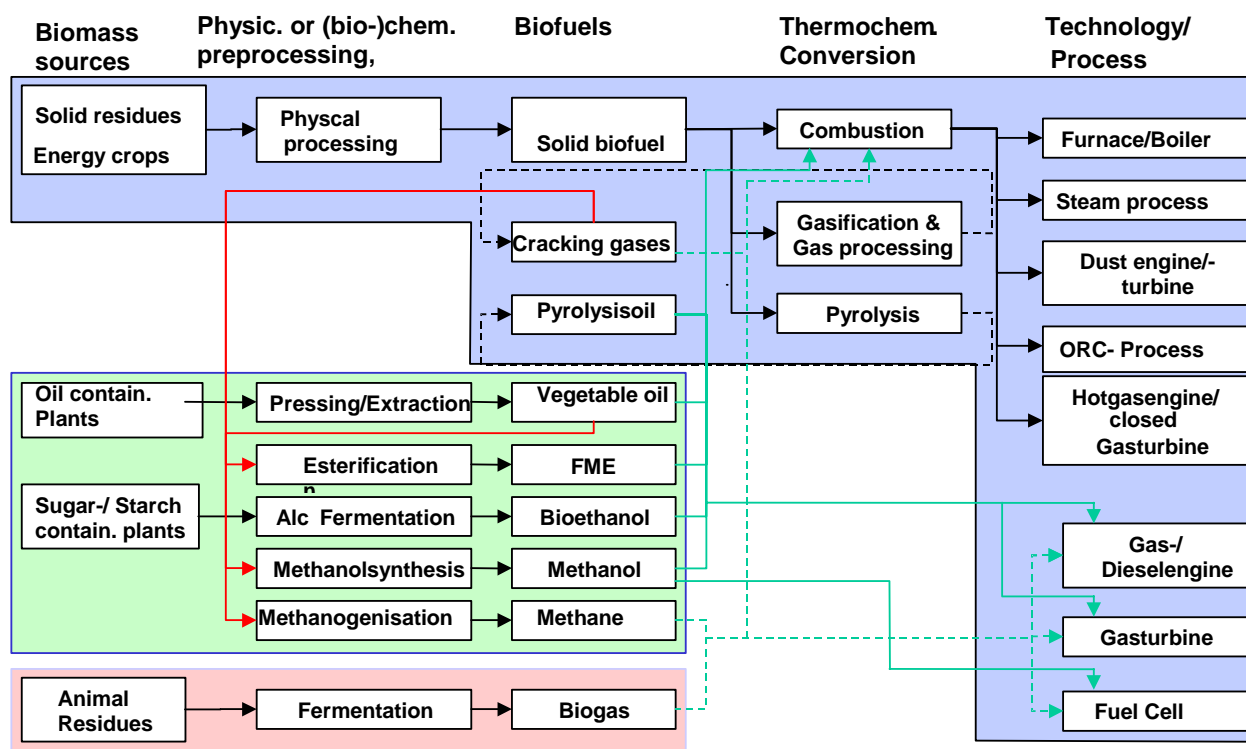 Biomass
sources
Physic. or (bio-)chem.
preprocessing,
Biofuels
Thermochem.
Conversion
Technology/
Process
Solid residues
Energy crops
Physcal
processing
Solid biofuel
Combustion
Furnace/Boiler
Steam process
Cracking gases
Gasification &
Gas processing
Dust engine/-
turbine
Pyrolysisoil
Pyrolysis
ORC- Process
Oil contain.
Plants
Pressing/Extraction
Vegetable oil
Hotgasengine/
closed
Gasturbine
Esterification
n
FME
Sugar-/ Starch
contain. plants
Alc Fermentation
Bioethanol
Methanolsynthesis
Methanol
Gas-/
Dieselengine
Methanogenisation
Methane
Gasturbine
Animal
Residues
Fermentation
Biogas
Fuel Cell